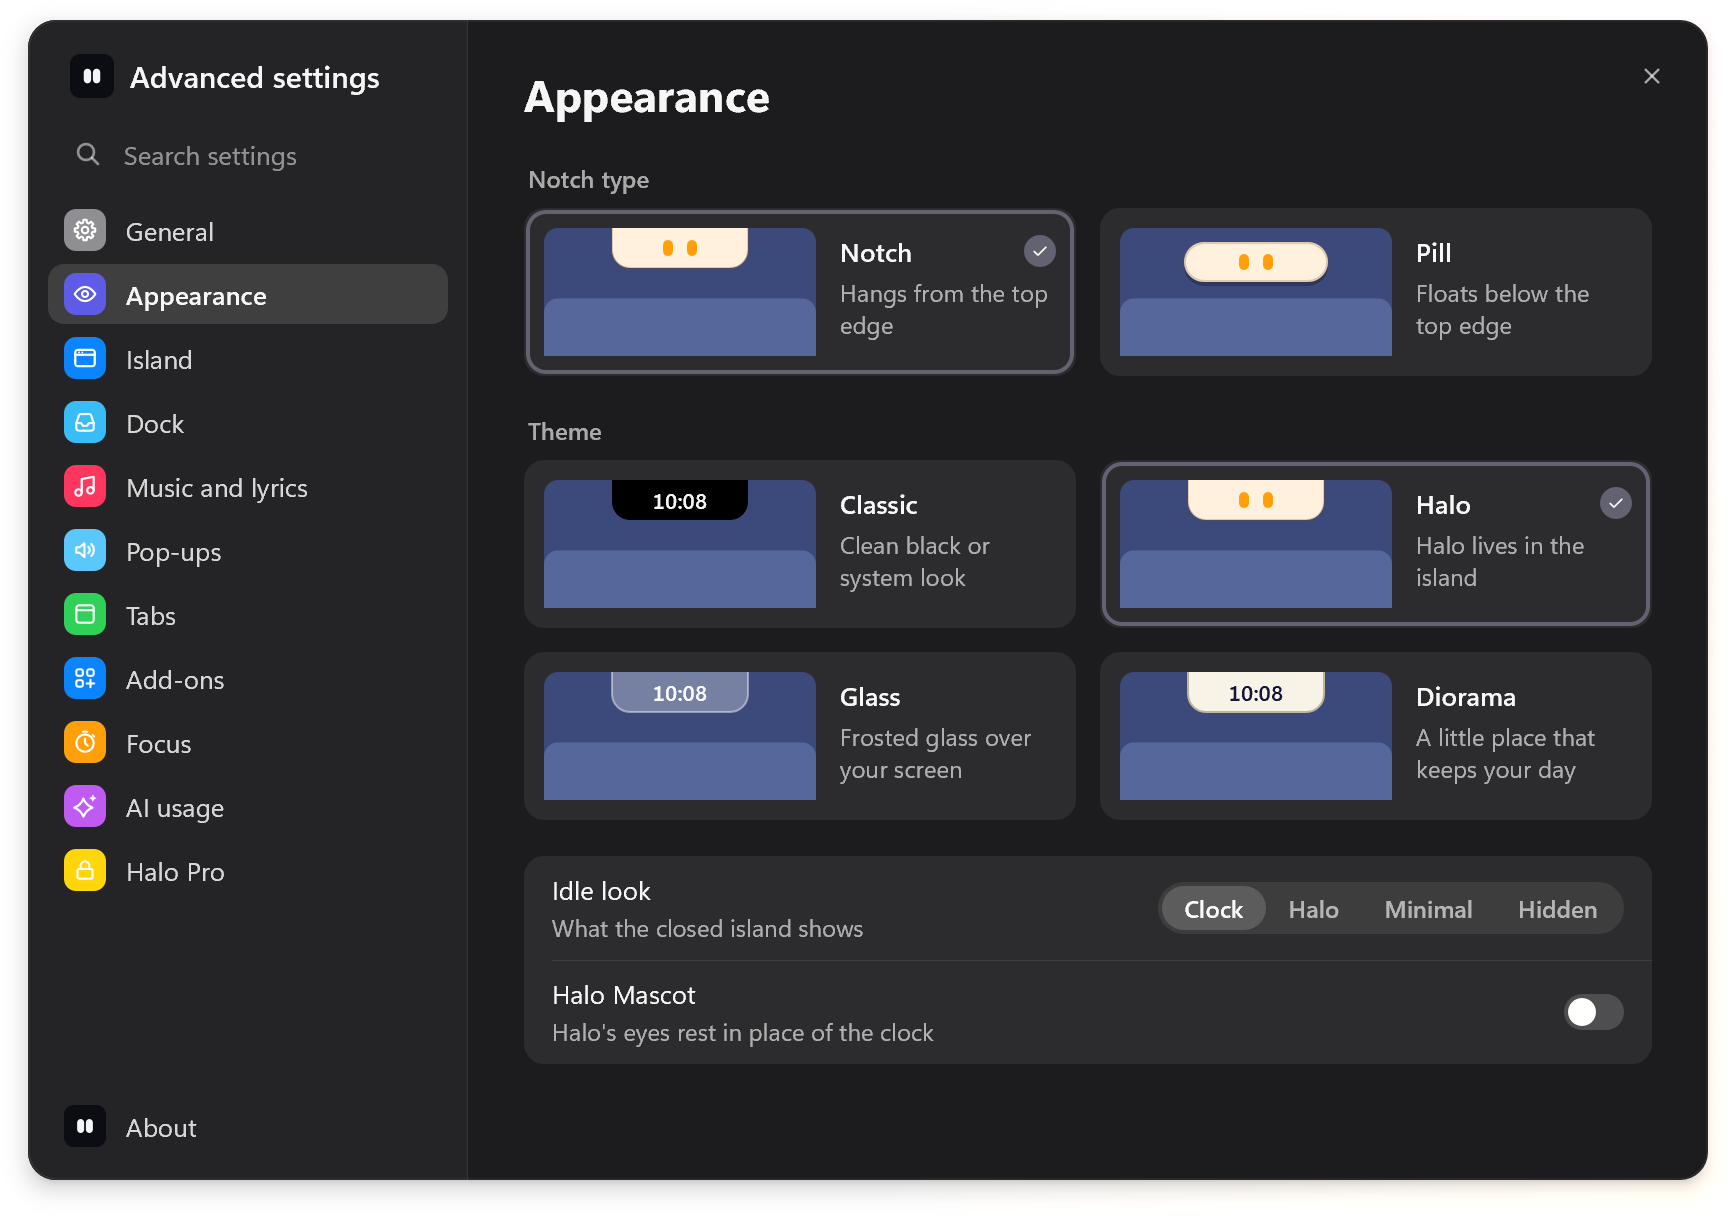 Advanced settings
Search settings
General
Appearance
Island
Dock
Music and lyrics
Pop-ups
Tabs
Add-ons
Focus
AI usage
Halo Pro
About
Appearance
Notch type
Notch
Hangs from the top
edge
Pill
Floats below the
top edge
Theme
10:08
Classic
Clean black or
system look
Halo
Halo lives in the
island
10:08
Glass
Frosted glass over
your screen
10:08
Diorama
A little place that
keeps your day
Idle look
What the closed island shows
Clock Halo Minimal Hidden
Halo Mascot
Halo's eyes rest in place of the clock